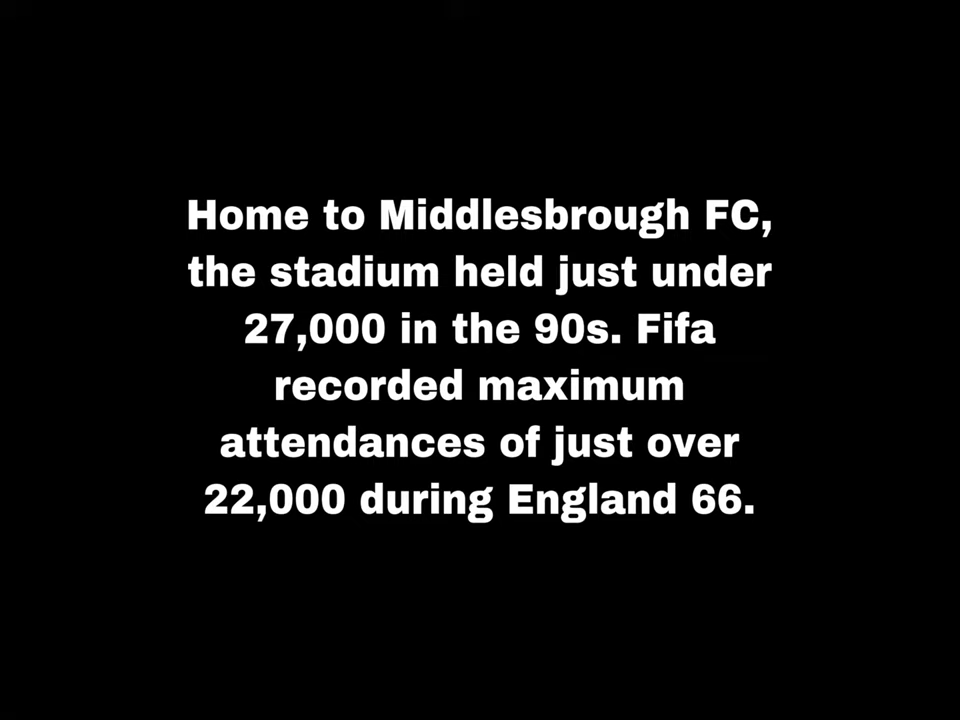 Home to Middlesbrough FC,
the stadium held just under
27,000 in the 90s. Fifa
recorded maximum
attendances of just over
22,000 during England 66.